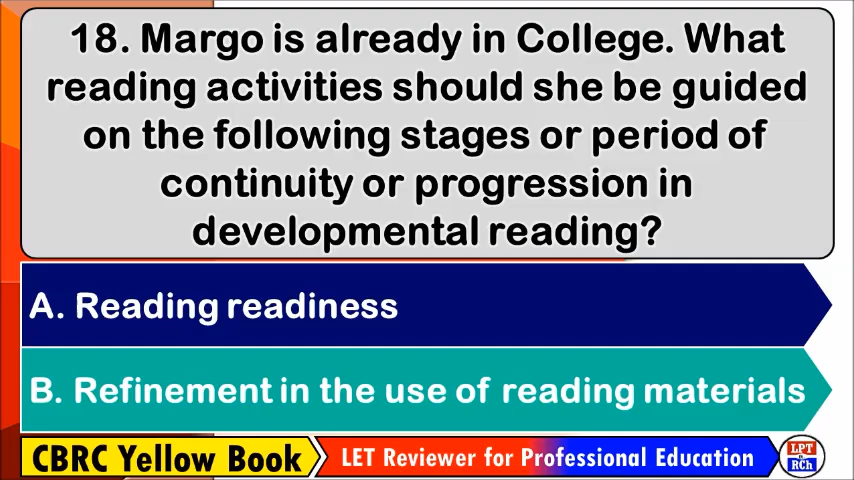 18. Margo is already in College. What
reading activities should she be guided
on the following stages or period of
continuity or progression in
developmental reading?
A. Reading readiness
B. Refinement in the use of reading materials
CBRC Yellow Book
LET Reviewer for Professional Education
LPT
RCh